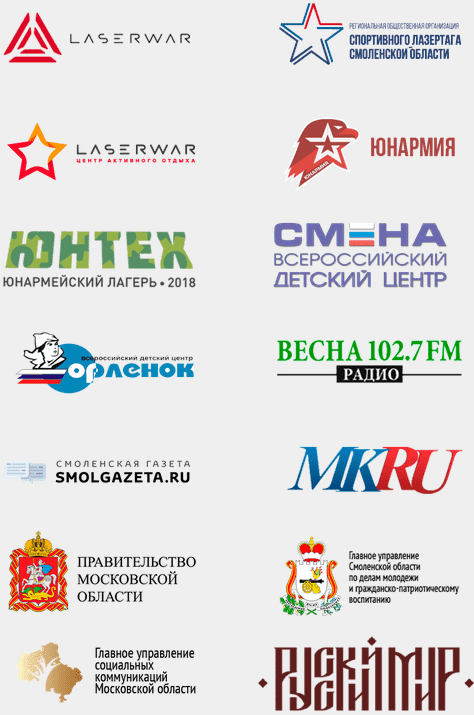 LASERWAR
РЕГИОНАЛЬНАЯ ОБЩЕСТВЕННАЯ ОРГАНИЗАЦИЯ
СПОРТИВНОГО ЛАЗЕРТАГА
СМОЛЕНСКОЙ ОБЛАСТИ
LASERWAR
ЦЕНТР АКТИВНОГО ОТДЫХА
ЮНАРМИЯ
ЮНАРМИЯ
ЮНТЕХ
ЮНАРМЕЙСКИЙ ЛАГЕРЬ • 2018
СМЕНА
ВСЕРОССИЙСКИЙ
ДЕТСКИЙ ЦЕНТР
всероссийский детский центр
орленок
ВЕСНА 102.7 FM
РАДИО
СМОЛЕНСКАЯ ГАЗЕТА
SMOLGAZETA.RU
MKRU
ПРАВИТЕЛЬСТВО
МОСКОВСКОЙ
ОБЛАСТИ
Главное управление
Смоленской области
по делам молодежи
и гражданско-патриотическому
воспитанию
Главное управление
социальных
коммуникаций
Московской области
РУССКИЙ МИР